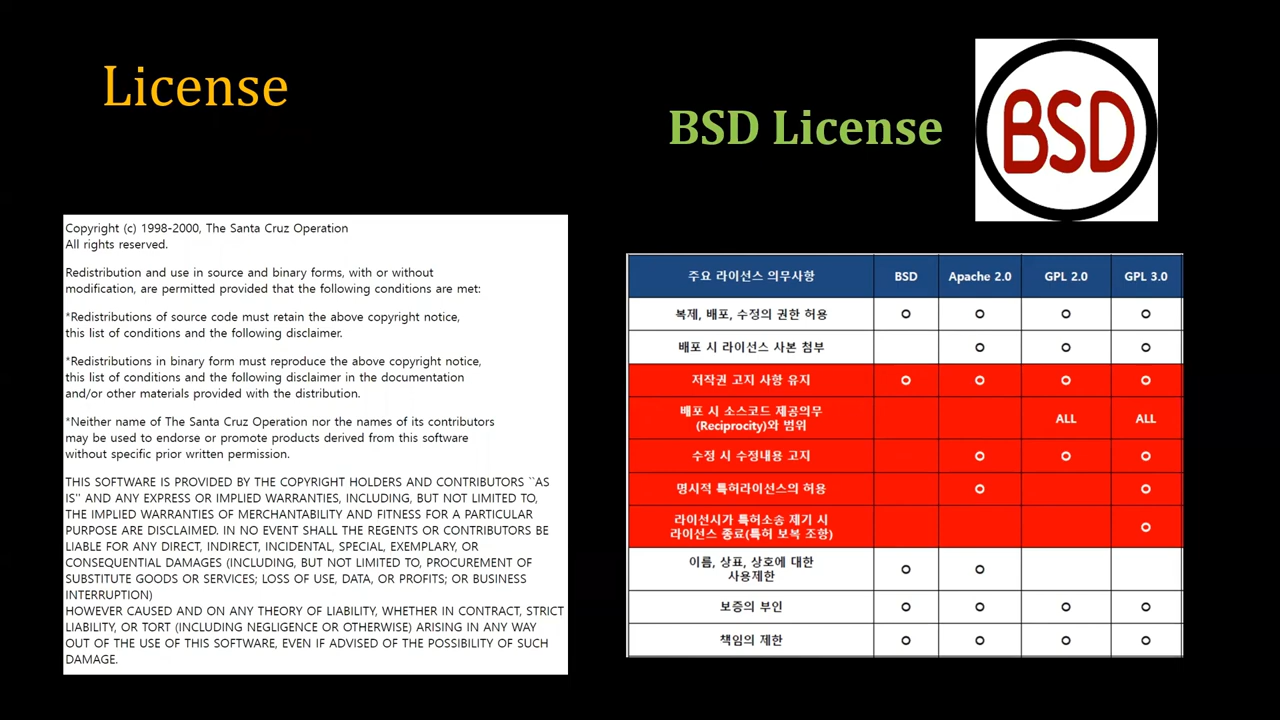 License
BSD License
BSD
Copyright (c) 1998-2000, The Santa Cruz Operation
All rights reserved.
Redistribution and use in source and binary forms, with or without
modification, are permitted provided that the following conditions are met:
*Redistributions of source code must retain the above copyright notice,
this list of conditions and the following disclaimer.
*Redistributions in binary form must reproduce the above copyright notice,
this list of conditions and the following disclaimer in the documentation
and/or other materials provided with the distribution.
*Neither name of The Santa Cruz Operation nor the names of its contributors
may be used to endorse or promote products derived from this software
without specific prior written permission.
THIS SOFTWARE IS PROVIDED BY THE COPYRIGHT HOLDERS AND CONTRIBUTORS ``AS
IS'' AND ANY EXPRESS OR IMPLIED WARRANTIES, INCLUDING, BUT NOT LIMITED TO,
THE IMPLIED WARRANTIES OF MERCHANTABILITY AND FITNESS FOR A PARTICULAR
PURPOSE ARE DISCLAIMED. IN NO EVENT SHALL THE REGENTS OR CONTRIBUTORS BE
LIABLE FOR ANY DIRECT, INDIRECT, INCIDENTAL, SPECIAL, EXEMPLARY, OR
CONSEQUENTIAL DAMAGES (INCLUDING, BUT NOT LIMITED TO, PROCUREMENT OF
SUBSTITUTE GOODS OR SERVICES; LOSS OF USE, DATA, OR PROFITS; OR BUSINESS
INTERRUPTION)
HOWEVER CAUSED AND ON ANY THEORY OF LIABILITY, WHETHER IN CONTRACT, STRICT
LIABILITY, OR TORT (INCLUDING NEGLIGENCE OR OTHERWISE) ARISING IN ANY WAY
OUT OF THE USE OF THIS SOFTWARE, EVEN IF ADVISED OF THE POSSIBILITY OF SUCH
DAMAGE.
주요 라이선스 의무사항 BSD Apache 2.0 GPL 2.0 GPL 3.0
복제, 배포, 수정의 권한 허용 O O O O
배포 시 라이선스 사본 첨부 O O O
저작권 고지 사항 유지 O O O O
배포 시 소스코드 제공의무
(Reciprocity)와 범위 ALL ALL
수정 시 수정내용 고지 O O O
명시적 특허라이선스의 허용 O O
라이선시가 특허소송 제기 시
라이선스 종료(특허 보복 조항) O
이름, 상표, 상호에 대한
사용제한 O O
보증의 부인 O O O O
책임의 제한 O O O O